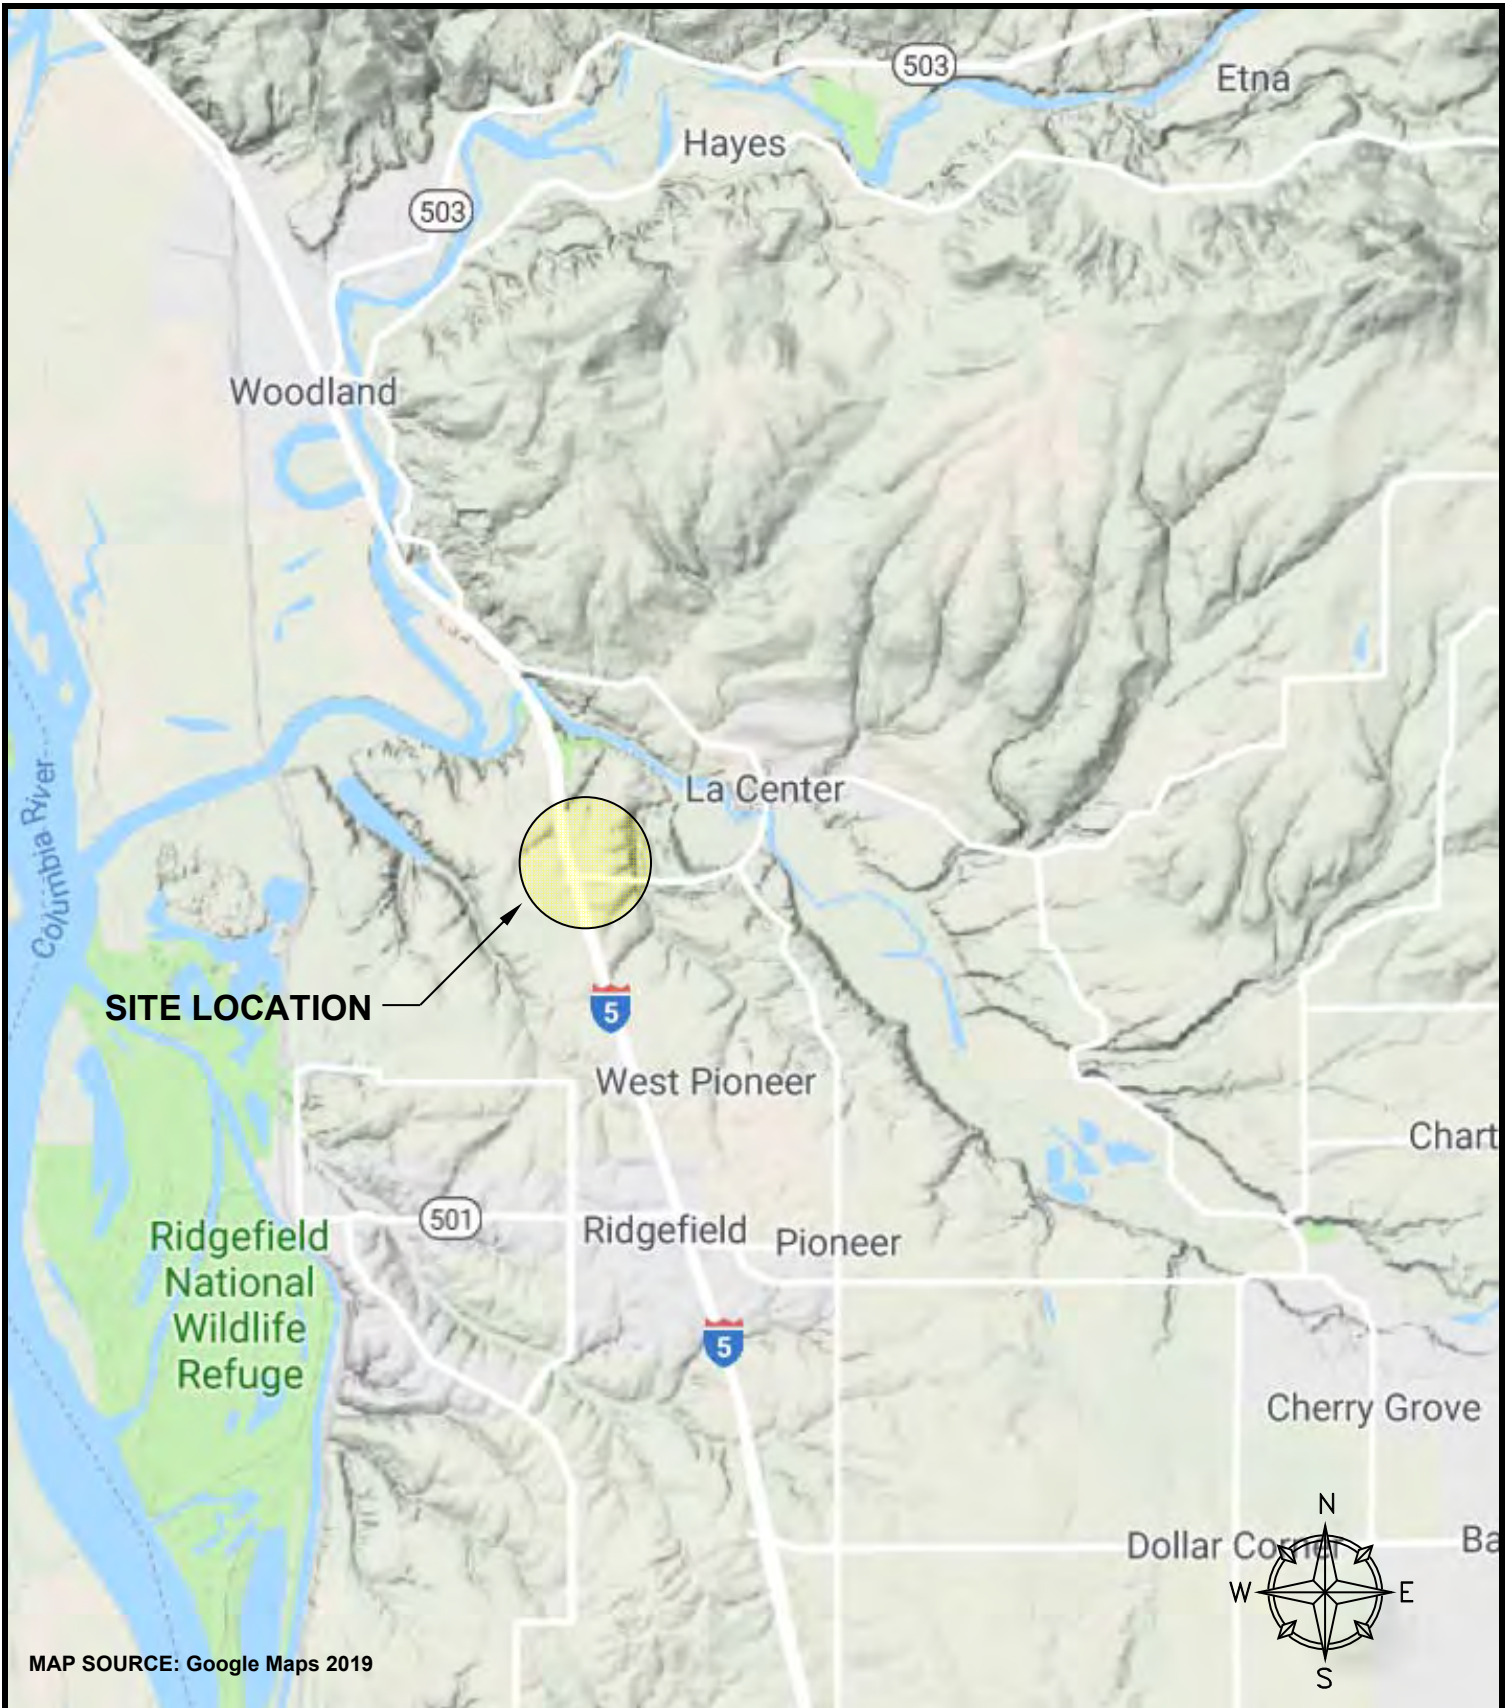 503
Etna
Hayes
503
Woodland
La Center
Columbia River
SITE LOCATION
5
West Pioneer
Chart
501
Ridgefield
Pioneer
Ridgefield
National
Wildlife
Refuge
5
Cherry Grove
N
Dollar Corner
Ba
W
E
MAP SOURCE: Google Maps 2019
S